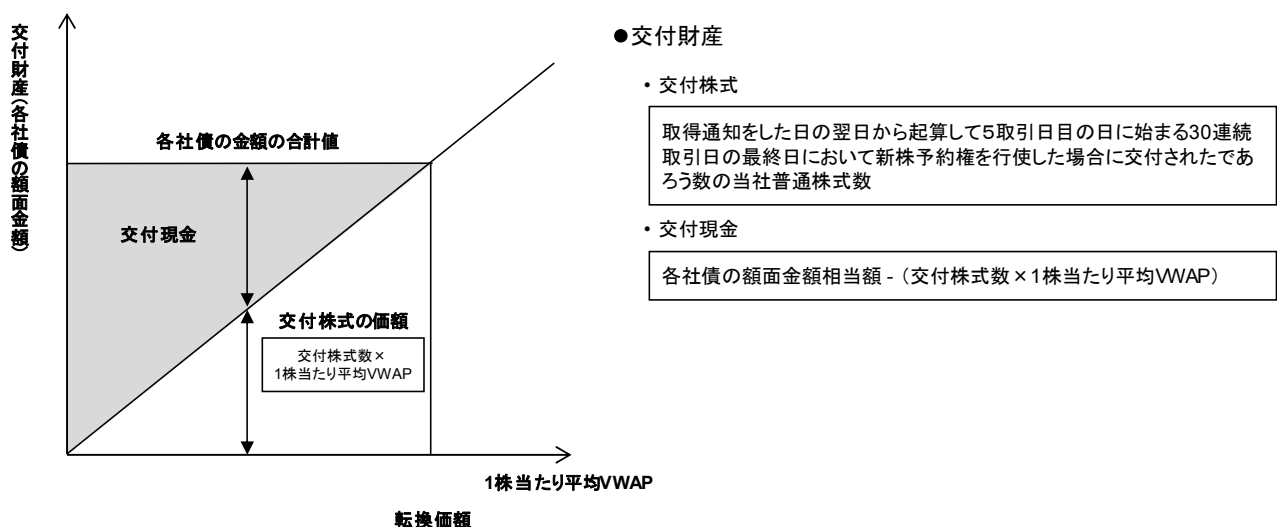 交付財産(各社債の額面金額)
各社債の金額の合計値
交付現金
交付株式の価額
交付株式数×
1株当たり平均VWAP
1株当たり平均VWAP
転換価額
●交付財産
・交付株式
取得通知をした日の翌日から起算して5取引日目の日に始まる30連続
取引日の最終日において新株予約権を行使した場合に交付されたであ
ろう数の当社普通株式数
・交付現金
各社債の額面金額相当額 - (交付株式数×1株当たり平均VWAP)